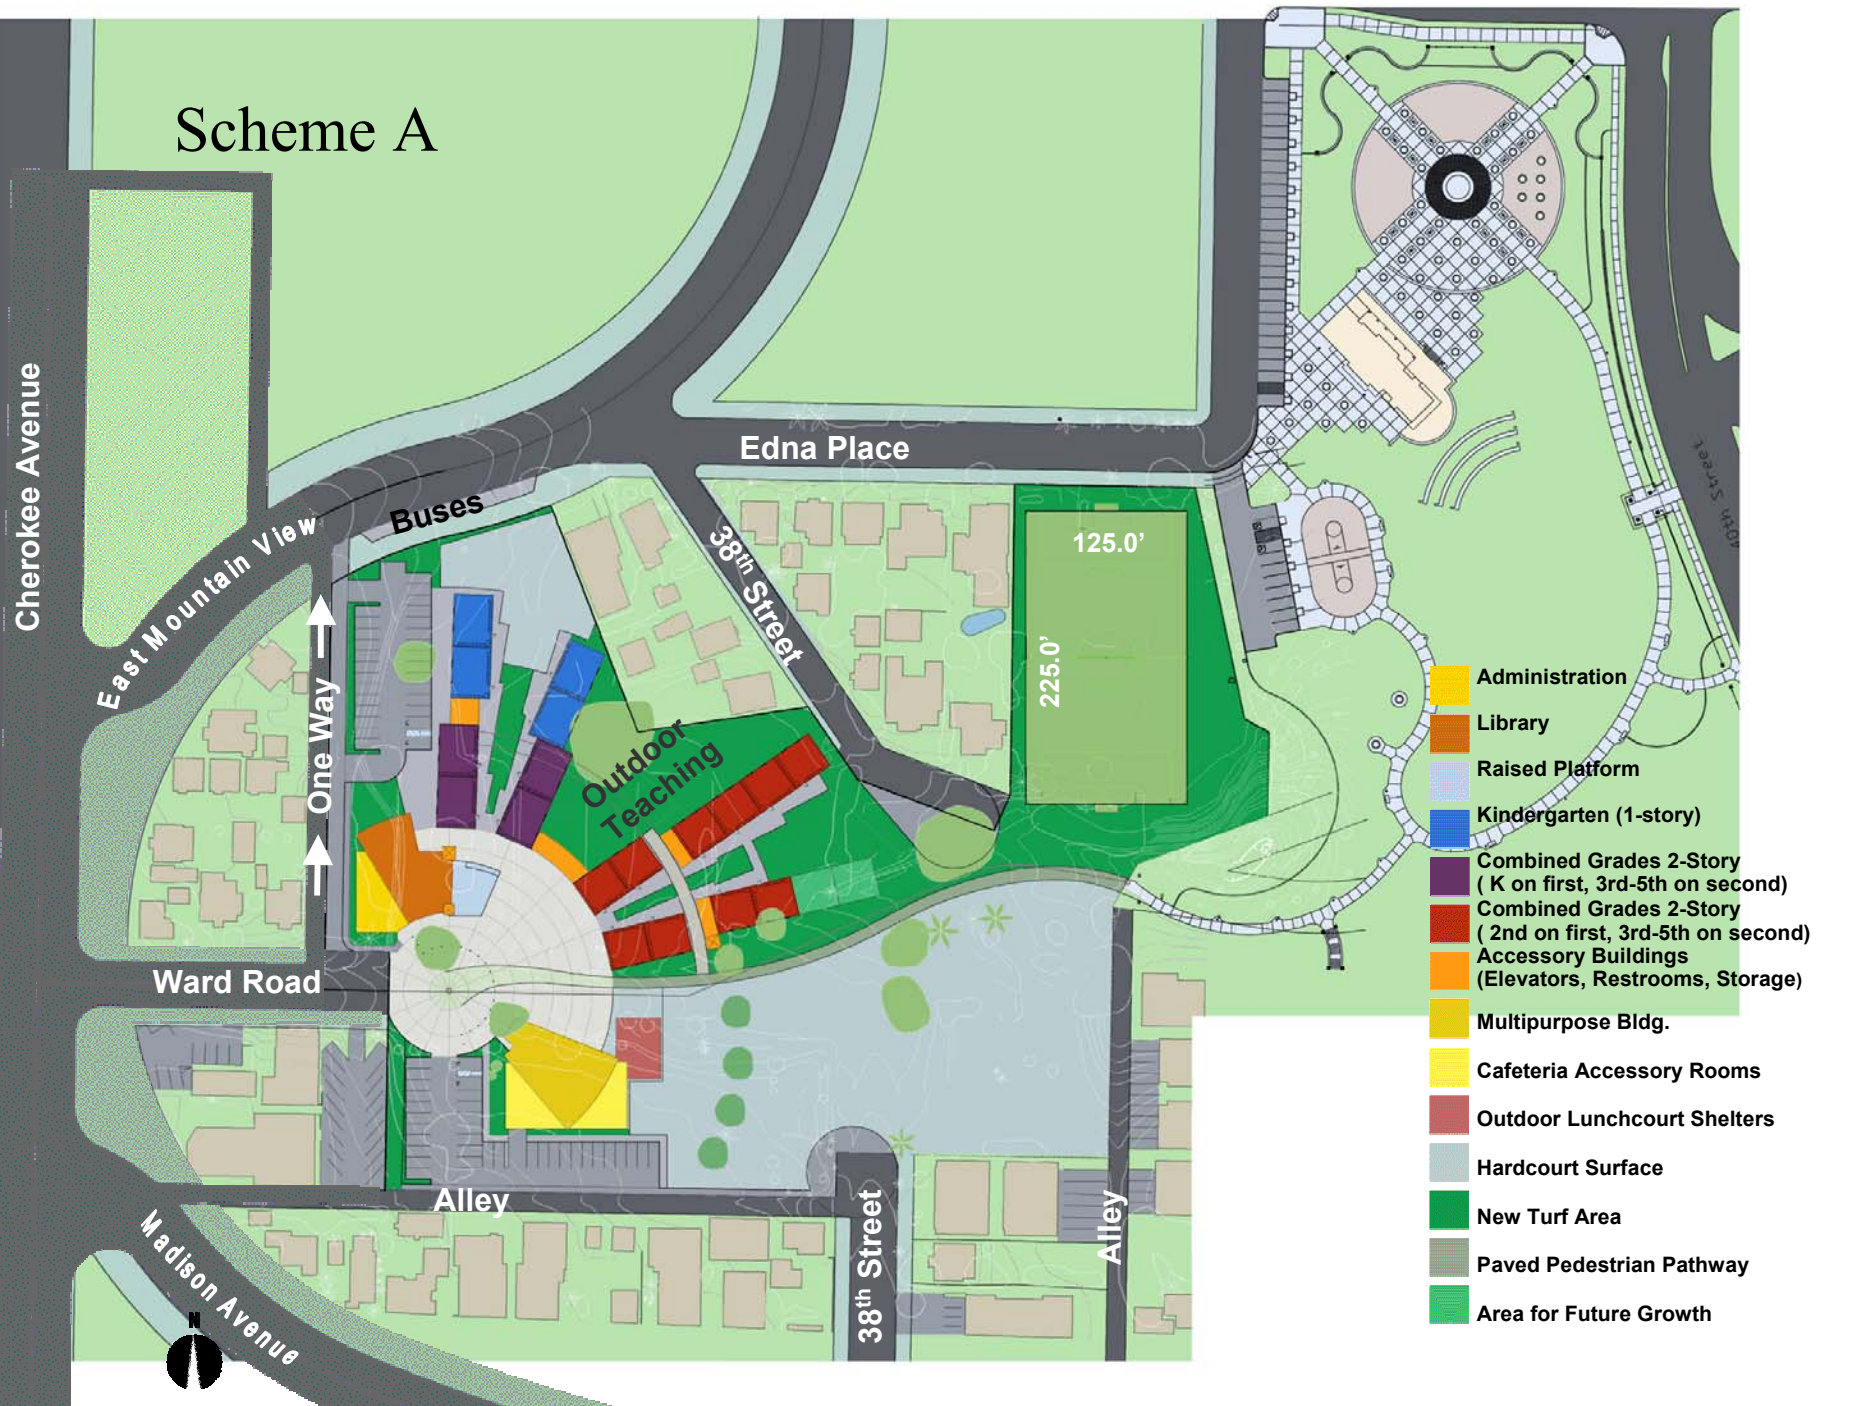 Scheme A
Cherokee Avenue
East Mountain View
Buses
Edna Place
38th Street
One Way
Outdoor
Teaching
125.0’
225.0’
40th Street
Ward Road
Alley
Madison Avenue
N
38th Street
Alley
Administration
Library
Raised Platform
Kindergarten (1-story)
Combined Grades 2-Story
( K on first, 3rd-5th on second)
Combined Grades 2-Story
( 2nd on first, 3rd-5th on second)
Accessory Buildings
(Elevators, Restrooms, Storage)
Multipurpose Bldg.
Cafeteria Accessory Rooms
Outdoor Lunchcourt Shelters
Hardcourt Surface
New Turf Area
Paved Pedestrian Pathway
Area for Future Growth